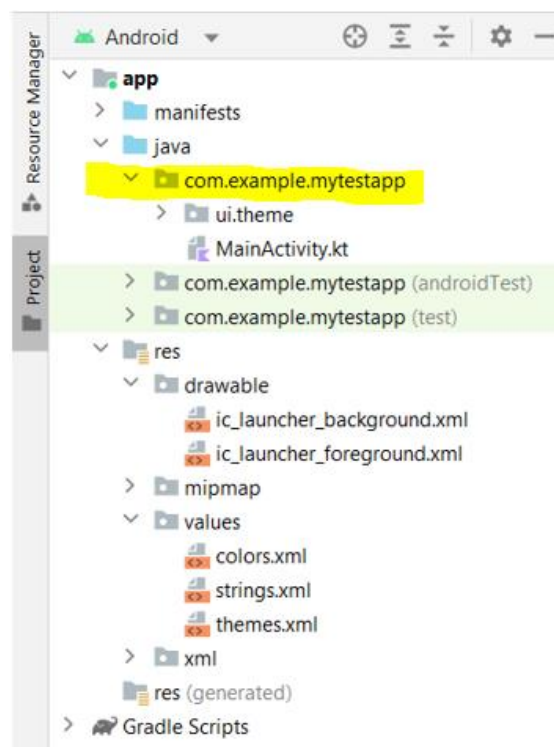 Resource Manager
Project
Android
app
manifests
java
com.example.mytestapp
ui.theme
MainActivity.kt
com.example.mytestapp (androidTest)
com.example.mytestapp (test)
res
drawable
ic_launcher_background.xml
ic_launcher_foreground.xml
mipmap
values
colors.xml
strings.xml
themes.xml
xml
res (generated)
Gradle Scripts